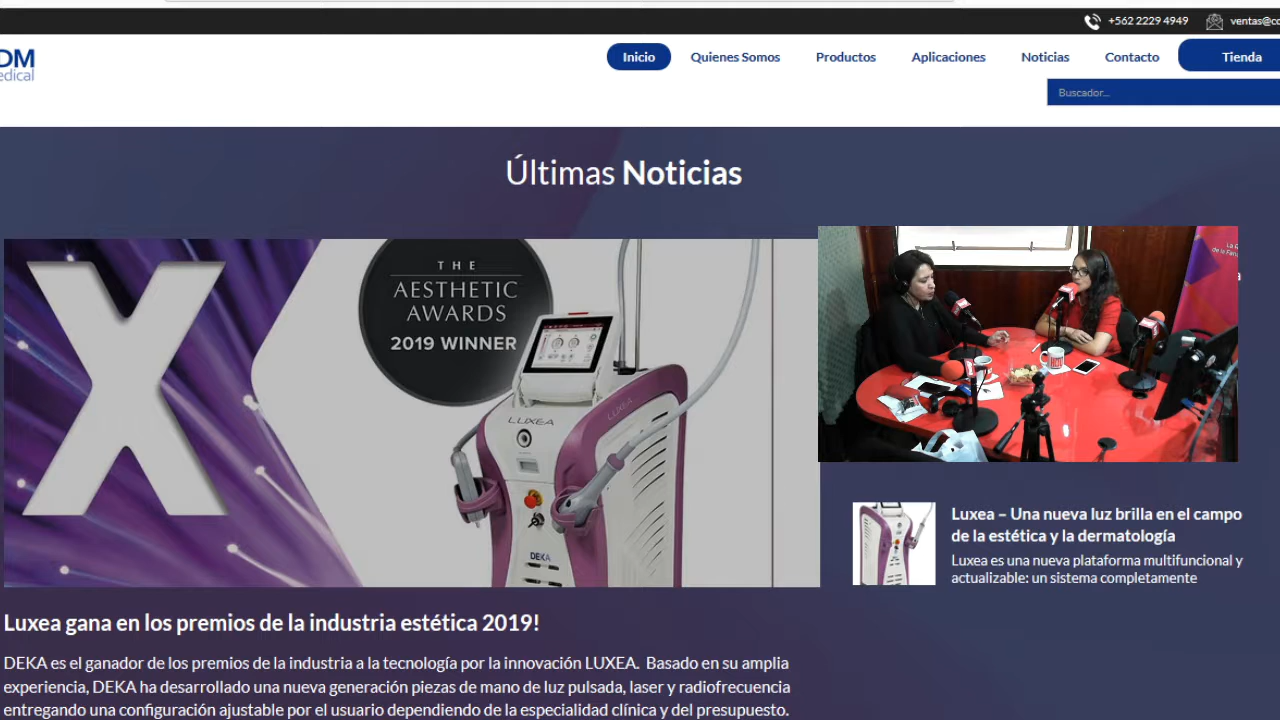 +562 2229 4949
ventas@co
DM
edical
Inicio
Quienes Somos
Productos
Aplicaciones
Noticias
Contacto
Tienda
Buscador...
Últimas Noticias
X
THE
AESTHETIC
AWARDS
2019 WINNER
LUXEA
LUXEA
DEKA
Luxea – Una nueva luz brilla en el campo
de la estética y la dermatología
Luxea es una nueva plataforma multifuncional y
actualizable: un sistema completamente
Luxea gana en los premios de la industria estética 2019!
DEKA es el ganador de los premios de la industria a la tecnología por la innovación LUXEA. Basado en su amplia
experiencia, DEKA ha desarrollado una nueva generación piezas de mano de luz pulsada, laser y radiofrecuencia
entregando una configuración ajustable por el usuario dependiendo de la especialidad clínica y del presupuesto.